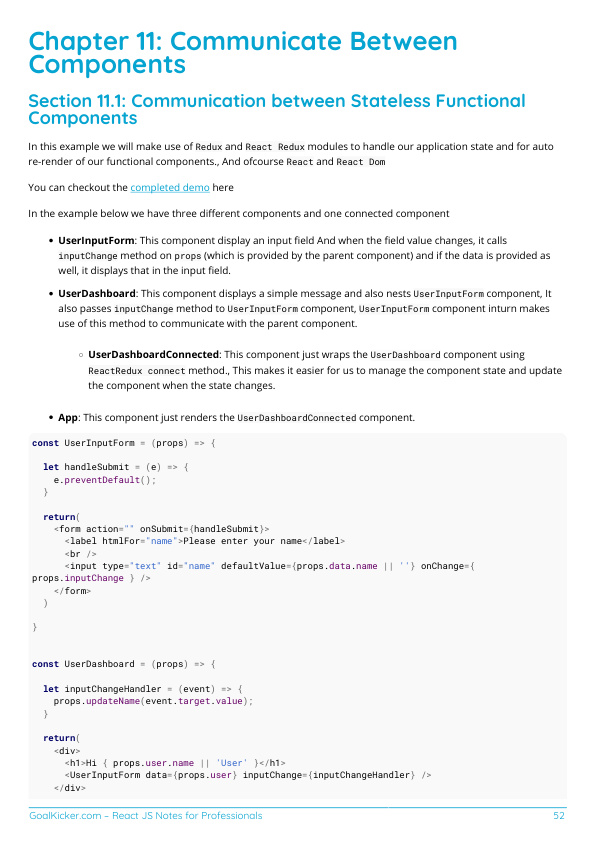 Chapter 11: Communicate Between
Components
Section 11.1: Communication between Stateless Functional
Components
In this example we will make use of Redux and React Redux modules to handle our application state and for auto
re-render of our functional components., And ofcourse React and React Dom
You can checkout the completed demo here
In the example below we have three different components and one connected component
• UserInputForm: This component display an input field And when the field value changes, it calls
inputChange method on props (which is provided by the parent component) and if the data is provided as
well, it displays that in the input field.
• UserDashboard: This component displays a simple message and also nests UserInputForm component, It
also passes inputChange method to UserInputForm component, UserInputForm component inturn makes
use of this method to communicate with the parent component.
○ UserDashboardConnected: This component just wraps the UserDashboard component using
ReactRedux connect method., This makes it easier for us to manage the component state and update
the component when the state changes.
• App: This component just renders the UserDashboardConnected component.
const UserInputForm = (props) => {
  let handleSubmit = (e) => {
    e.preventDefault();
  }
  return(
    <form action="" onSubmit={handleSubmit}>
      <label htmlFor="name">Please enter your name</label>
      <br />
      <input type="text" id="name" defaultValue={props.data.name || ''} onChange={
props.inputChange } />
    </form>
  )
}
const UserDashboard = (props) => {
  let inputChangeHandler = (event) => {
    props.updateName(event.target.value);
  }
  return(
    <div>
      <h1>Hi { props.user.name || 'User' }</h1>
      <UserInputForm data={props.user} inputChange={inputChangeHandler} />
    </div>
GoalKicker.com – React JS Notes for Professionals 52